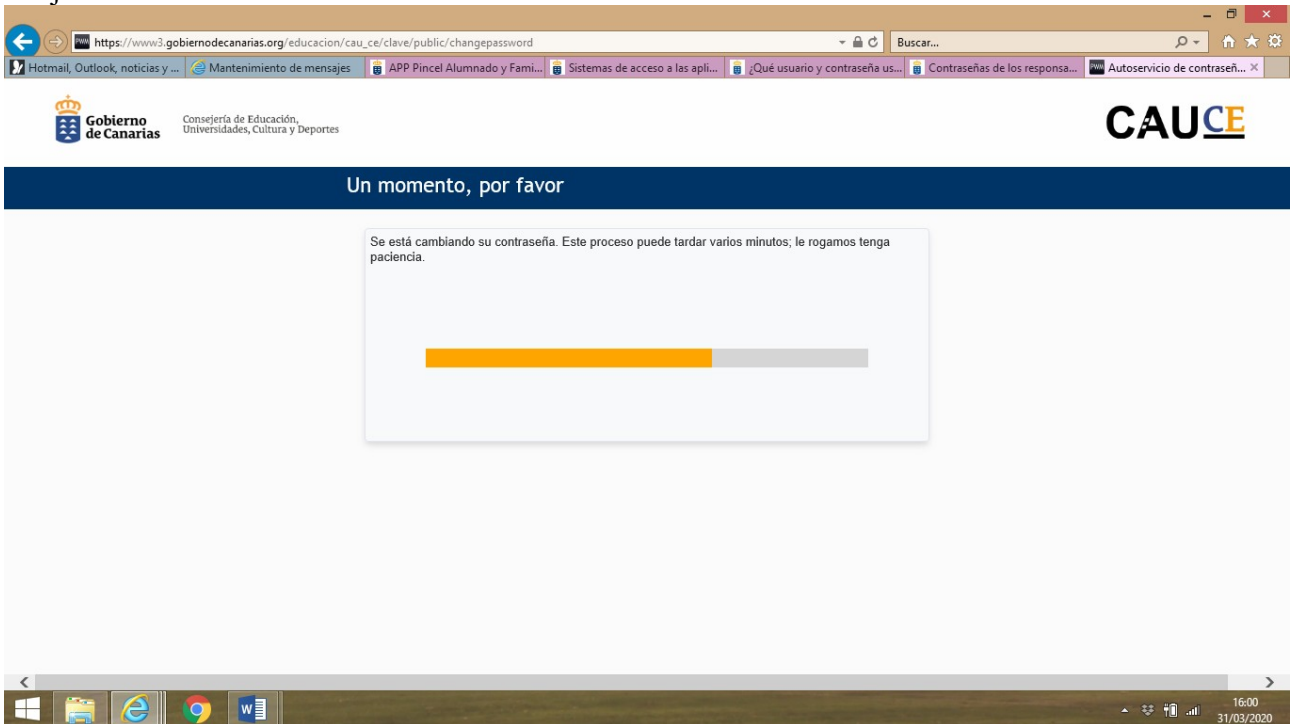 https://www3.gobiernodecanarias.org/educacion/cau_ce/clave/public/changepassword
Buscar...
Hotmail, Outlook, noticias y ...
Mantenimiento de mensajes
APP Pincel Alumnado y Fami...
Sistemas de acceso a las apli...
¿Qué usuario y contraseña us...
Contraseñas de los responsa...
PWM Autoservicio de contraseñ...
Gobierno
de Canarias
Consejería de Educación,
Universidades, Cultura y Deportes
CAUCE
Un momento, por favor
Se está cambiando su contraseña. Este proceso puede tardar varios minutos; le rogamos tenga
paciencia.
16:00
31/03/2020